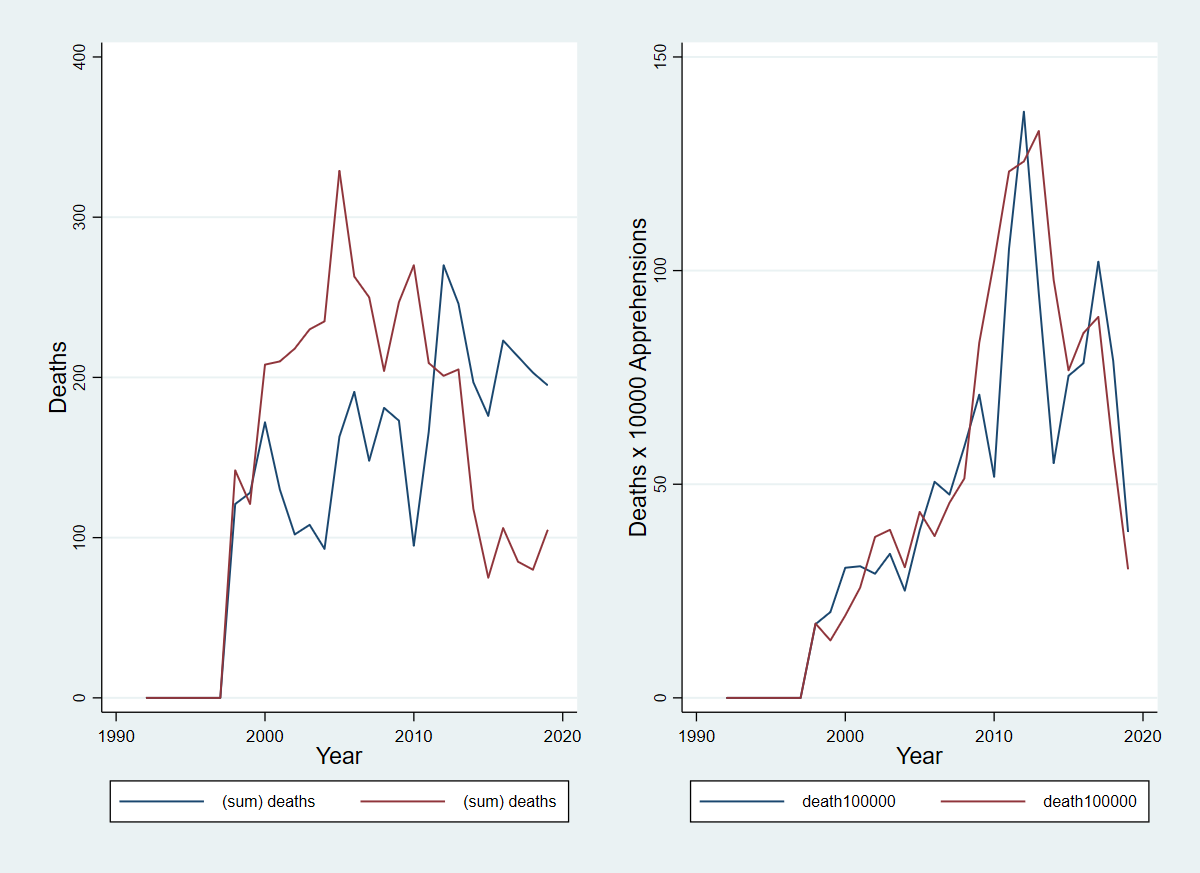 Deaths
400
300
200
100
0
1990 2000 2010 2020
Year
(sum) deaths (sum) deaths
Deaths x 10000 Apprehensions
150
100
50
0
1990 2000 2010 2020
Year
death100000 death100000